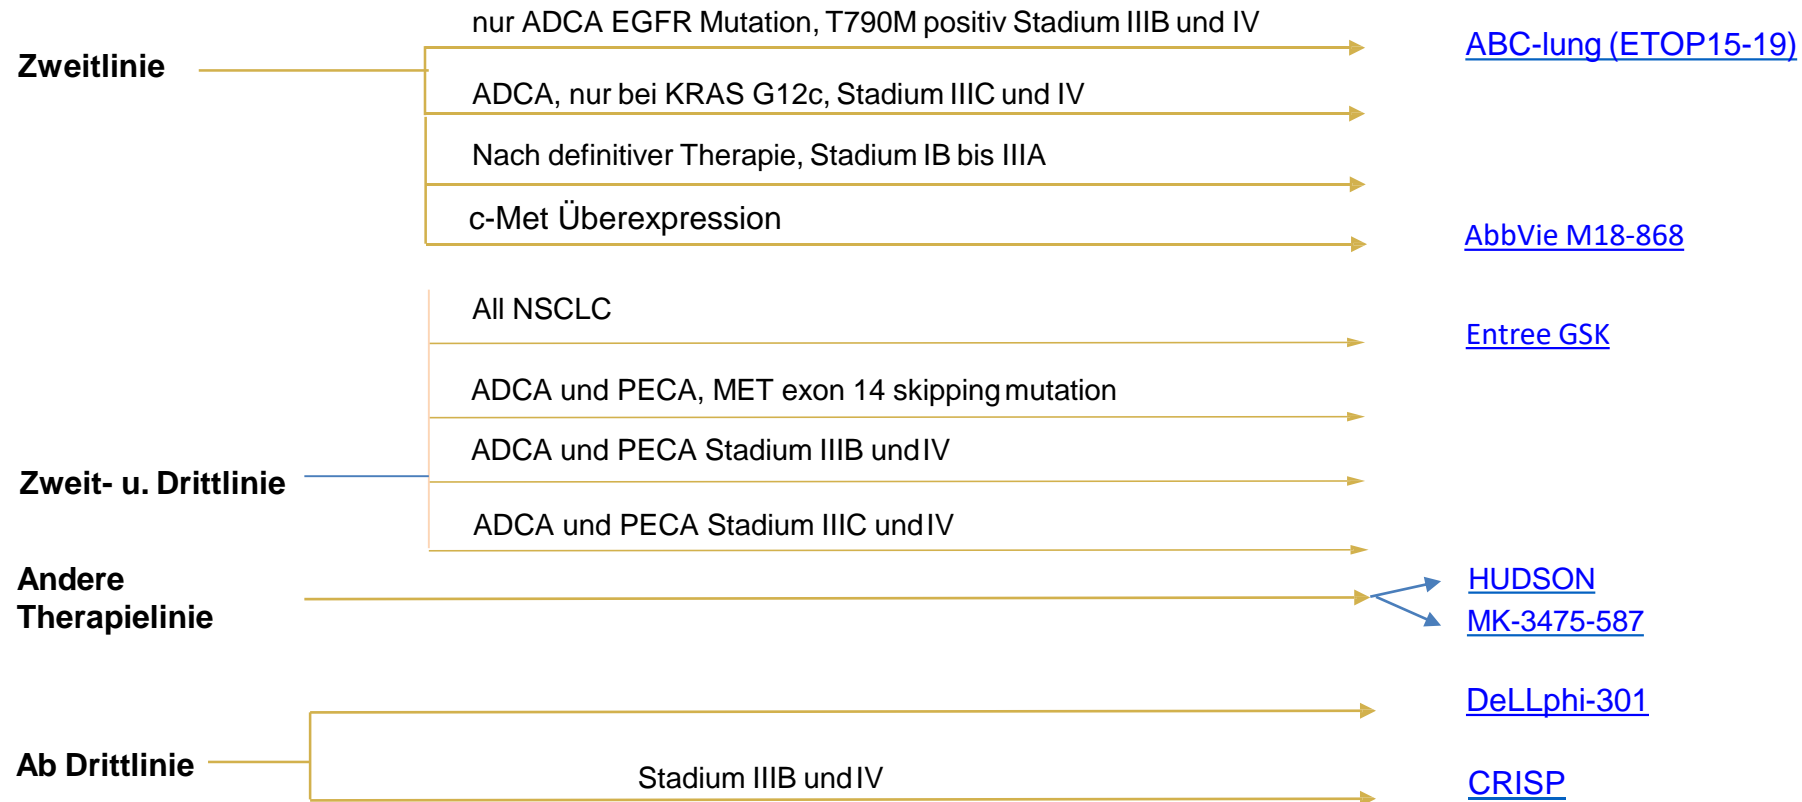 nur ADCA EGFR Mutation, T790M positiv Stadium IIIB und IV
ABC-lung (ETOP15-19)
Zweitlinie
ADCA, nur bei KRAS G12c, Stadium IIIC und IV
Nach definitiver Therapie, Stadium IB bis IIIA
c-Met Überexpression
AbbVie M18-868
All NSCLC
Entree GSK
ADCA und PECA, MET exon 14 skipping mutation
ADCA und PECA Stadium IIIB und IV
Zweit- u. Drittlinie
ADCA und PECA Stadium IIIC und IV
Andere
Therapielinie
HUDSON
MK-3475-587
DeLLphi-301
Ab Drittlinie
Stadium IIIB und IV
CRISP